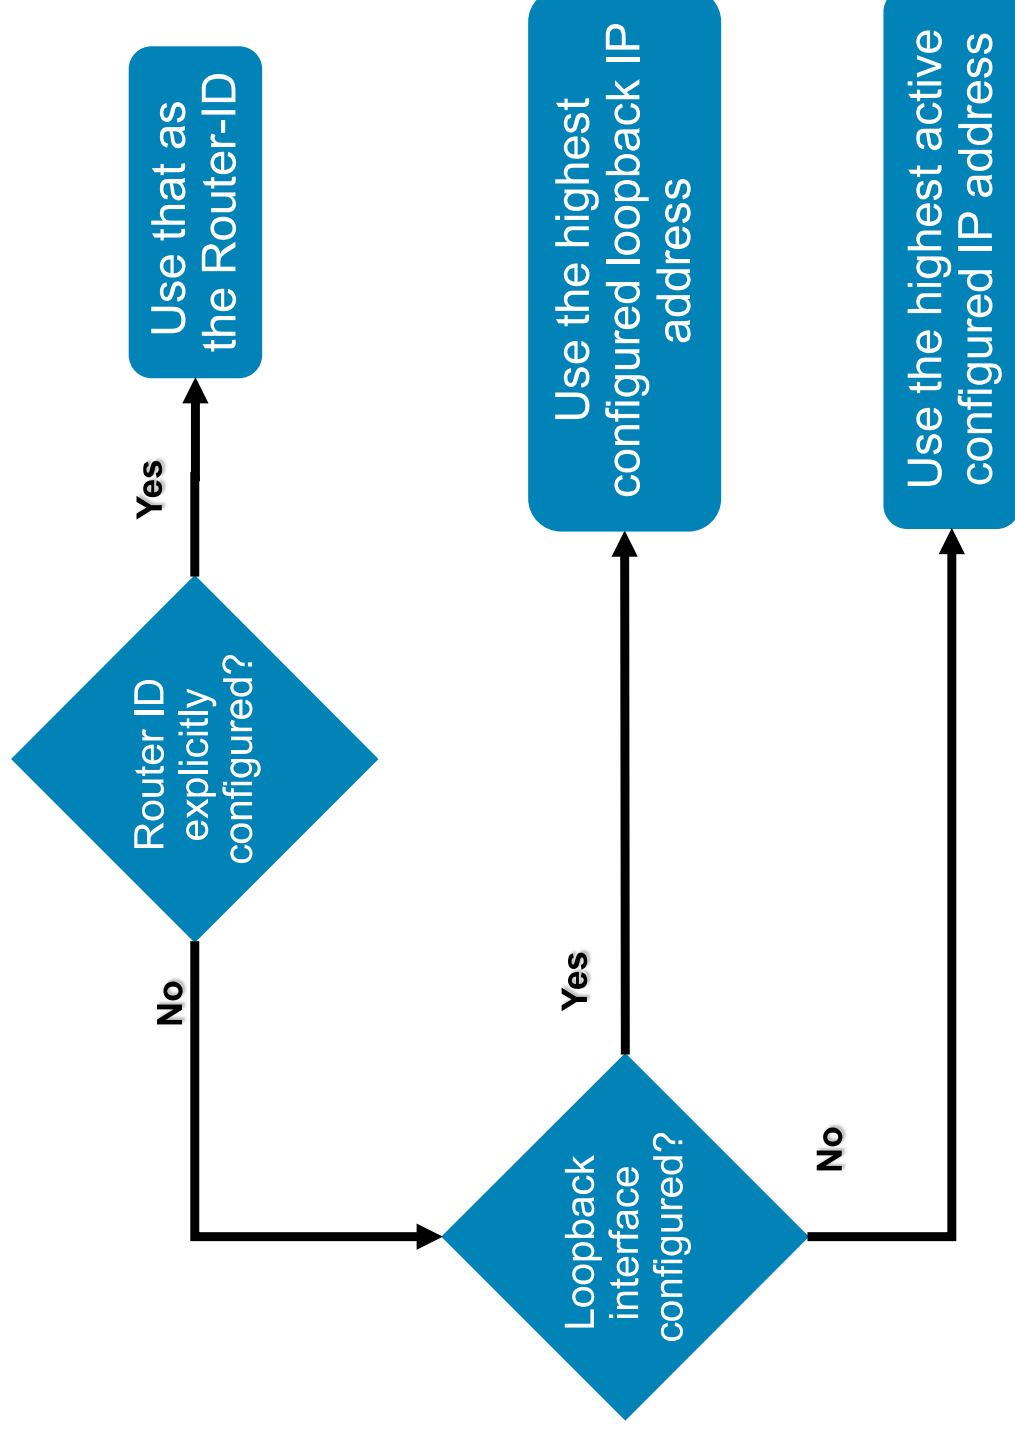 Router ID
explicitly
configured?
Yes
Use that as
the Router-ID
No
Loopback
interface
configured?
Yes
Use the highest
configured loopback IP
address
No
Use the highest active
configured IP address